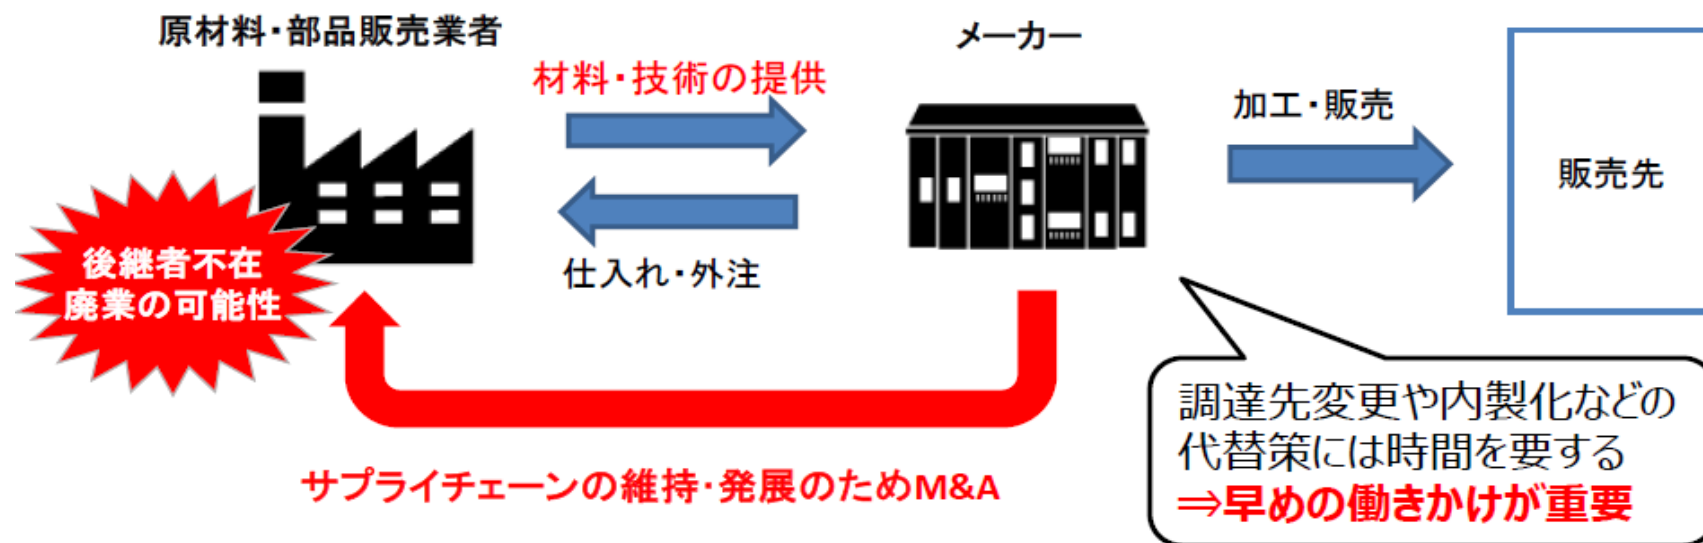 原材料・部品販売業者
メーカー
材料・技術の提供
加工・販売
販売先
仕入れ・外注
後継者不在
廃業の可能性
サプライチェーンの維持・発展のためM&A
調達先変更や内製化などの
代替策には時間を要する
⇒早めの働きかけが重要